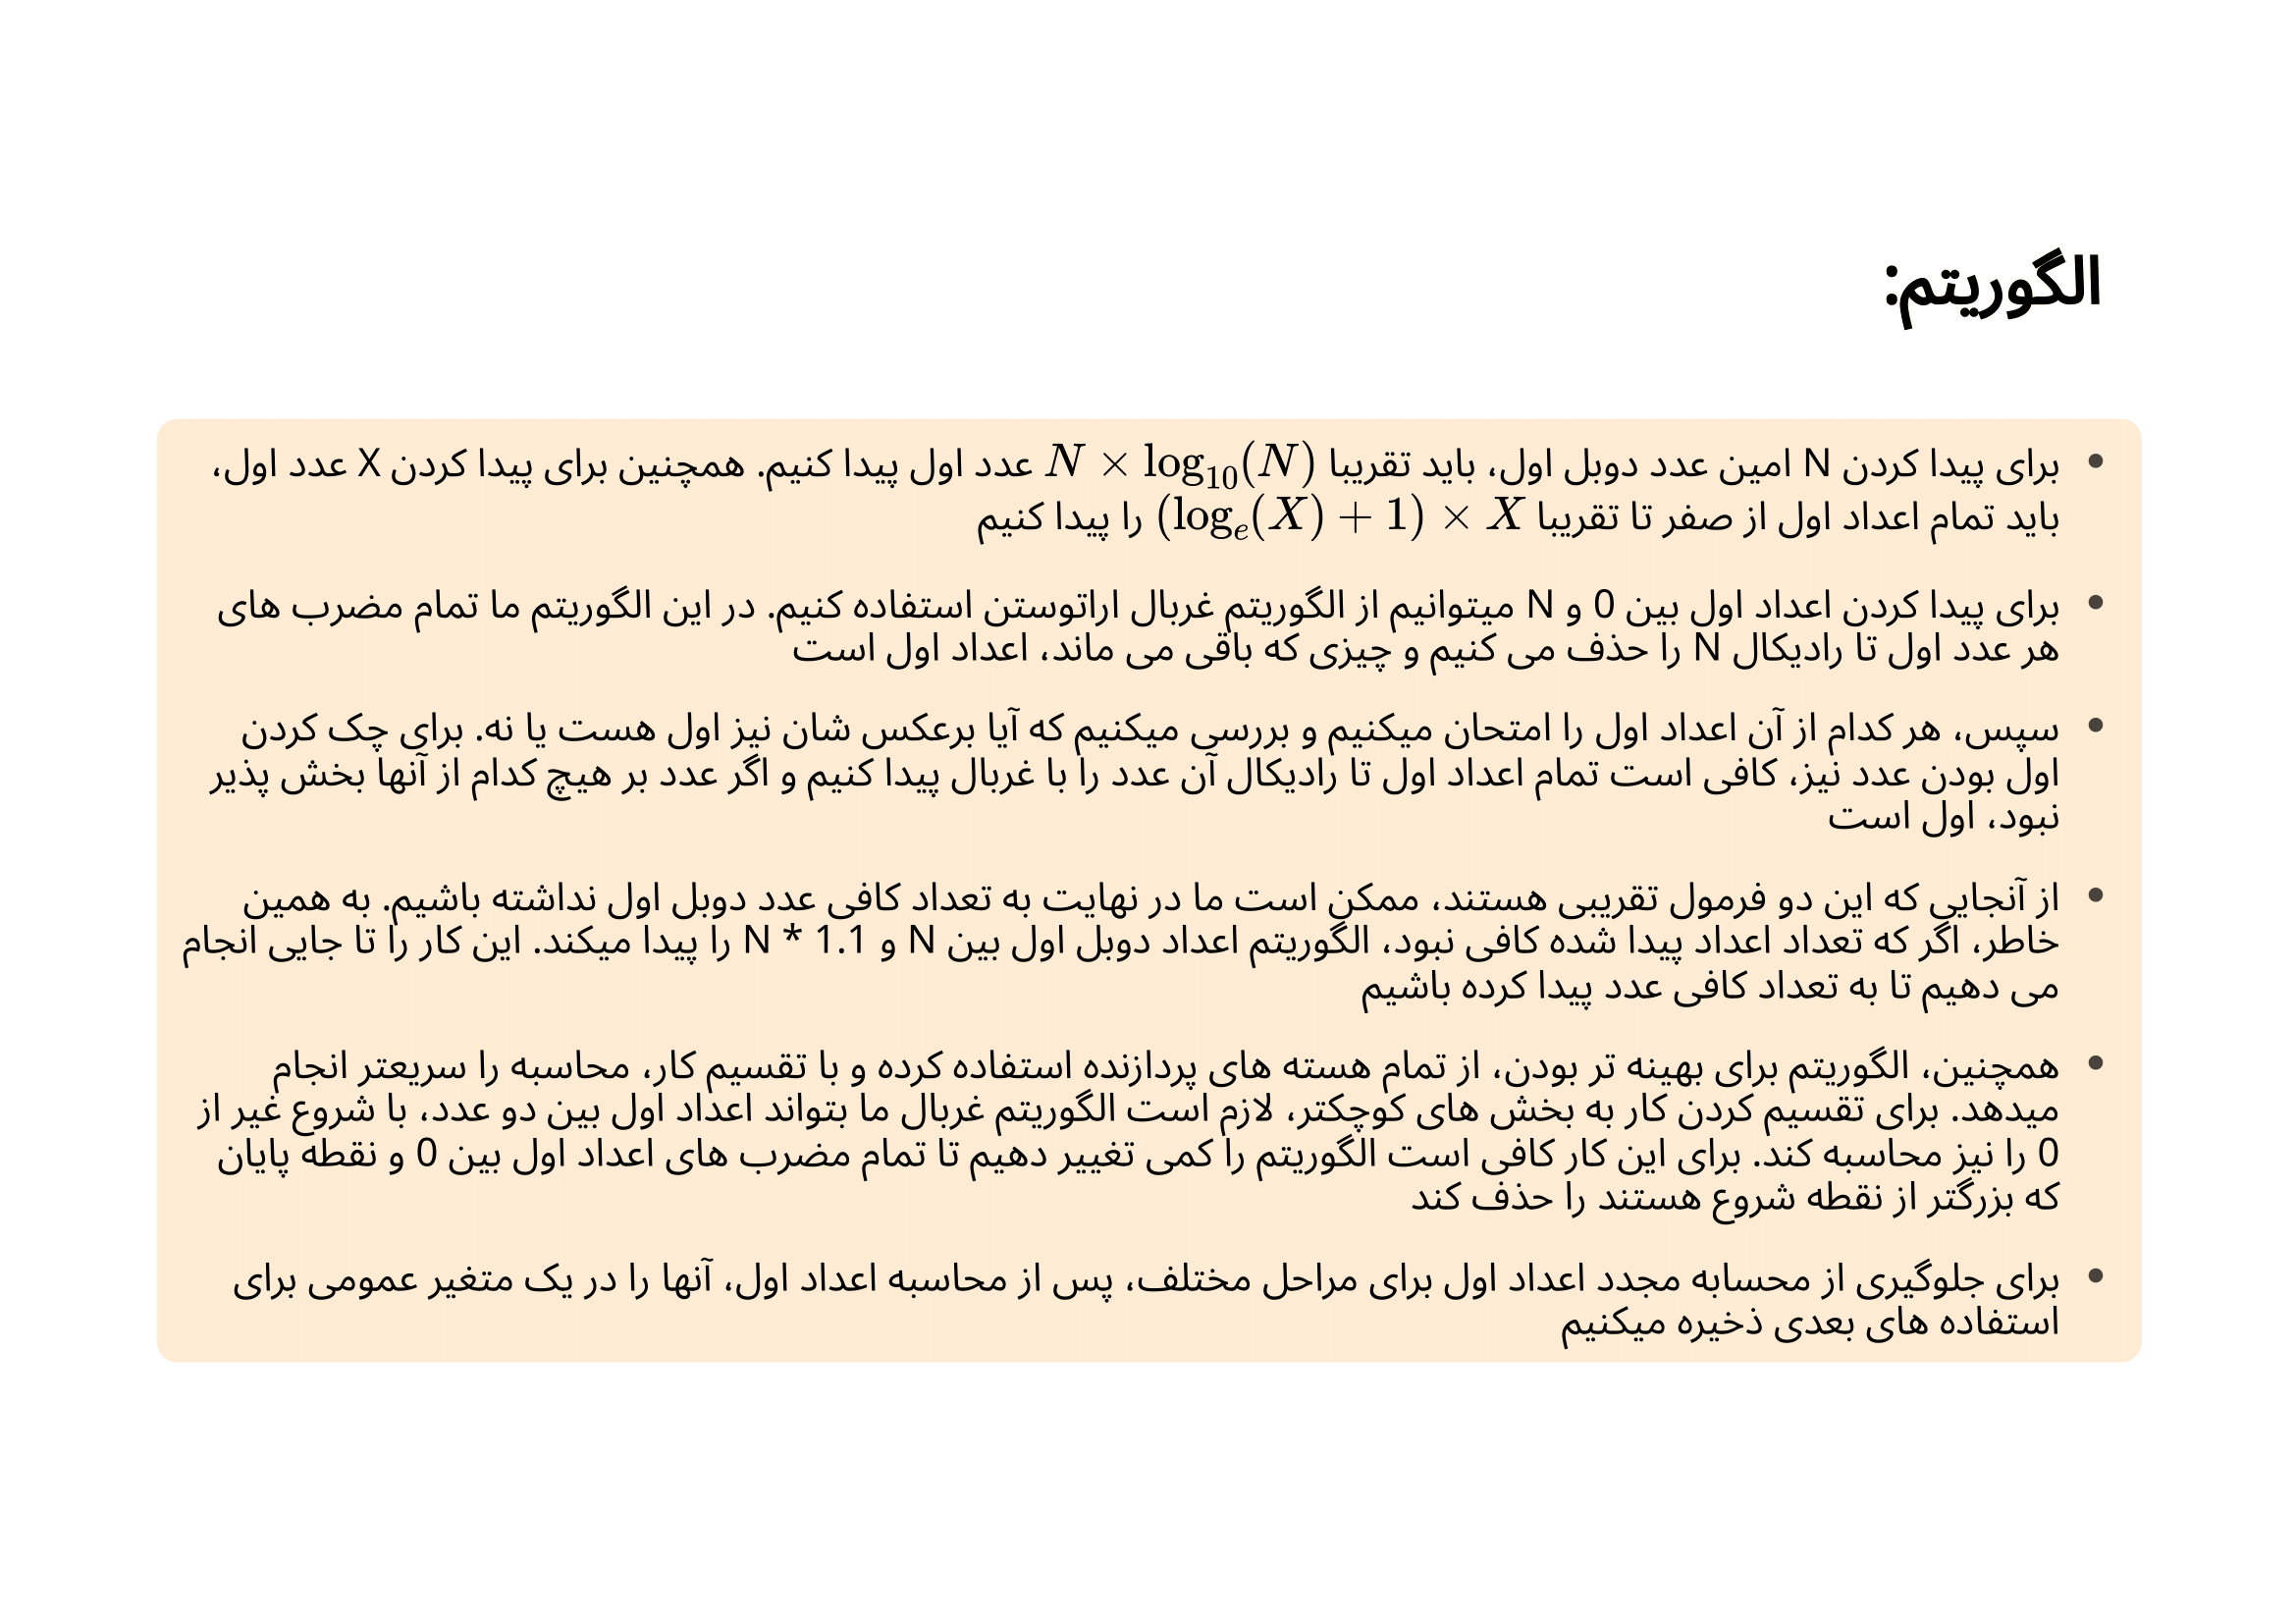 الگوریتم:
• برای پیدا کردن N امین عدد دوبل اول، باید تقریبا N × log₁₀(N) عدد اول پیدا کنیم. همچنین برای پیدا کردن X عدد اول،
باید تمام اعداد اول از صفر تا تقریبا (logₑ(X) + 1) × X را پیدا کنیم
• برای پیدا کردن اعداد اول بین 0 و N میتوانیم از الگوریتم غربال اراتوستن استفاده کنیم. در این الگوریتم ما تمام مضرب های
هر عدد اول تا رادیکال N را حذف می کنیم و چیزی که باقی می ماند، اعداد اول است
• سپس، هر کدام از آن اعداد اول را امتحان میکنیم و بررسی میکنیم که آیا برعکس شان نیز اول هست یا نه. برای چک کردن
اول بودن عدد نیز، کافی است تمام اعداد اول تا رادیکال آن عدد را با غربال پیدا کنیم و اگر عدد بر هیچ کدام از آنها بخش پذیر
نبود، اول است
• از آنجایی که این دو فرمول تقریبی هستند، ممکن است ما در نهایت به تعداد کافی عدد دوبل اول نداشته باشیم. به همین
خاطر، اگر که تعداد اعداد پیدا شده کافی نبود، الگوریتم اعداد دوبل اول بین N و N * 1.1 را پیدا میکند. این کار را تا جایی انجام
می دهیم تا به تعداد کافی عدد پیدا کرده باشیم
• همچنین، الگوریتم برای بهینه تر بودن، از تمام هسته های پردازنده استفاده کرده و با تقسیم کار، محاسبه را سریعتر انجام
میدهد. برای تقسیم کردن کار به بخش های کوچکتر، لازم است الگوریتم غربال ما بتواند اعداد اول بین دو عدد، با شروع غیر از
0 را نیز محاسبه کند. برای این کار کافی است الگوریتم را کمی تغییر دهیم تا تمام مضرب های اعداد اول بین 0 و نقطه پایان
که بزرگتر از نقطه شروع هستند را حذف کند
• برای جلوگیری از محسابه مجدد اعداد اول برای مراحل مختلف، پس از محاسبه اعداد اول، آنها را در یک متغیر عمومی برای
استفاده های بعدی ذخیره میکنیم